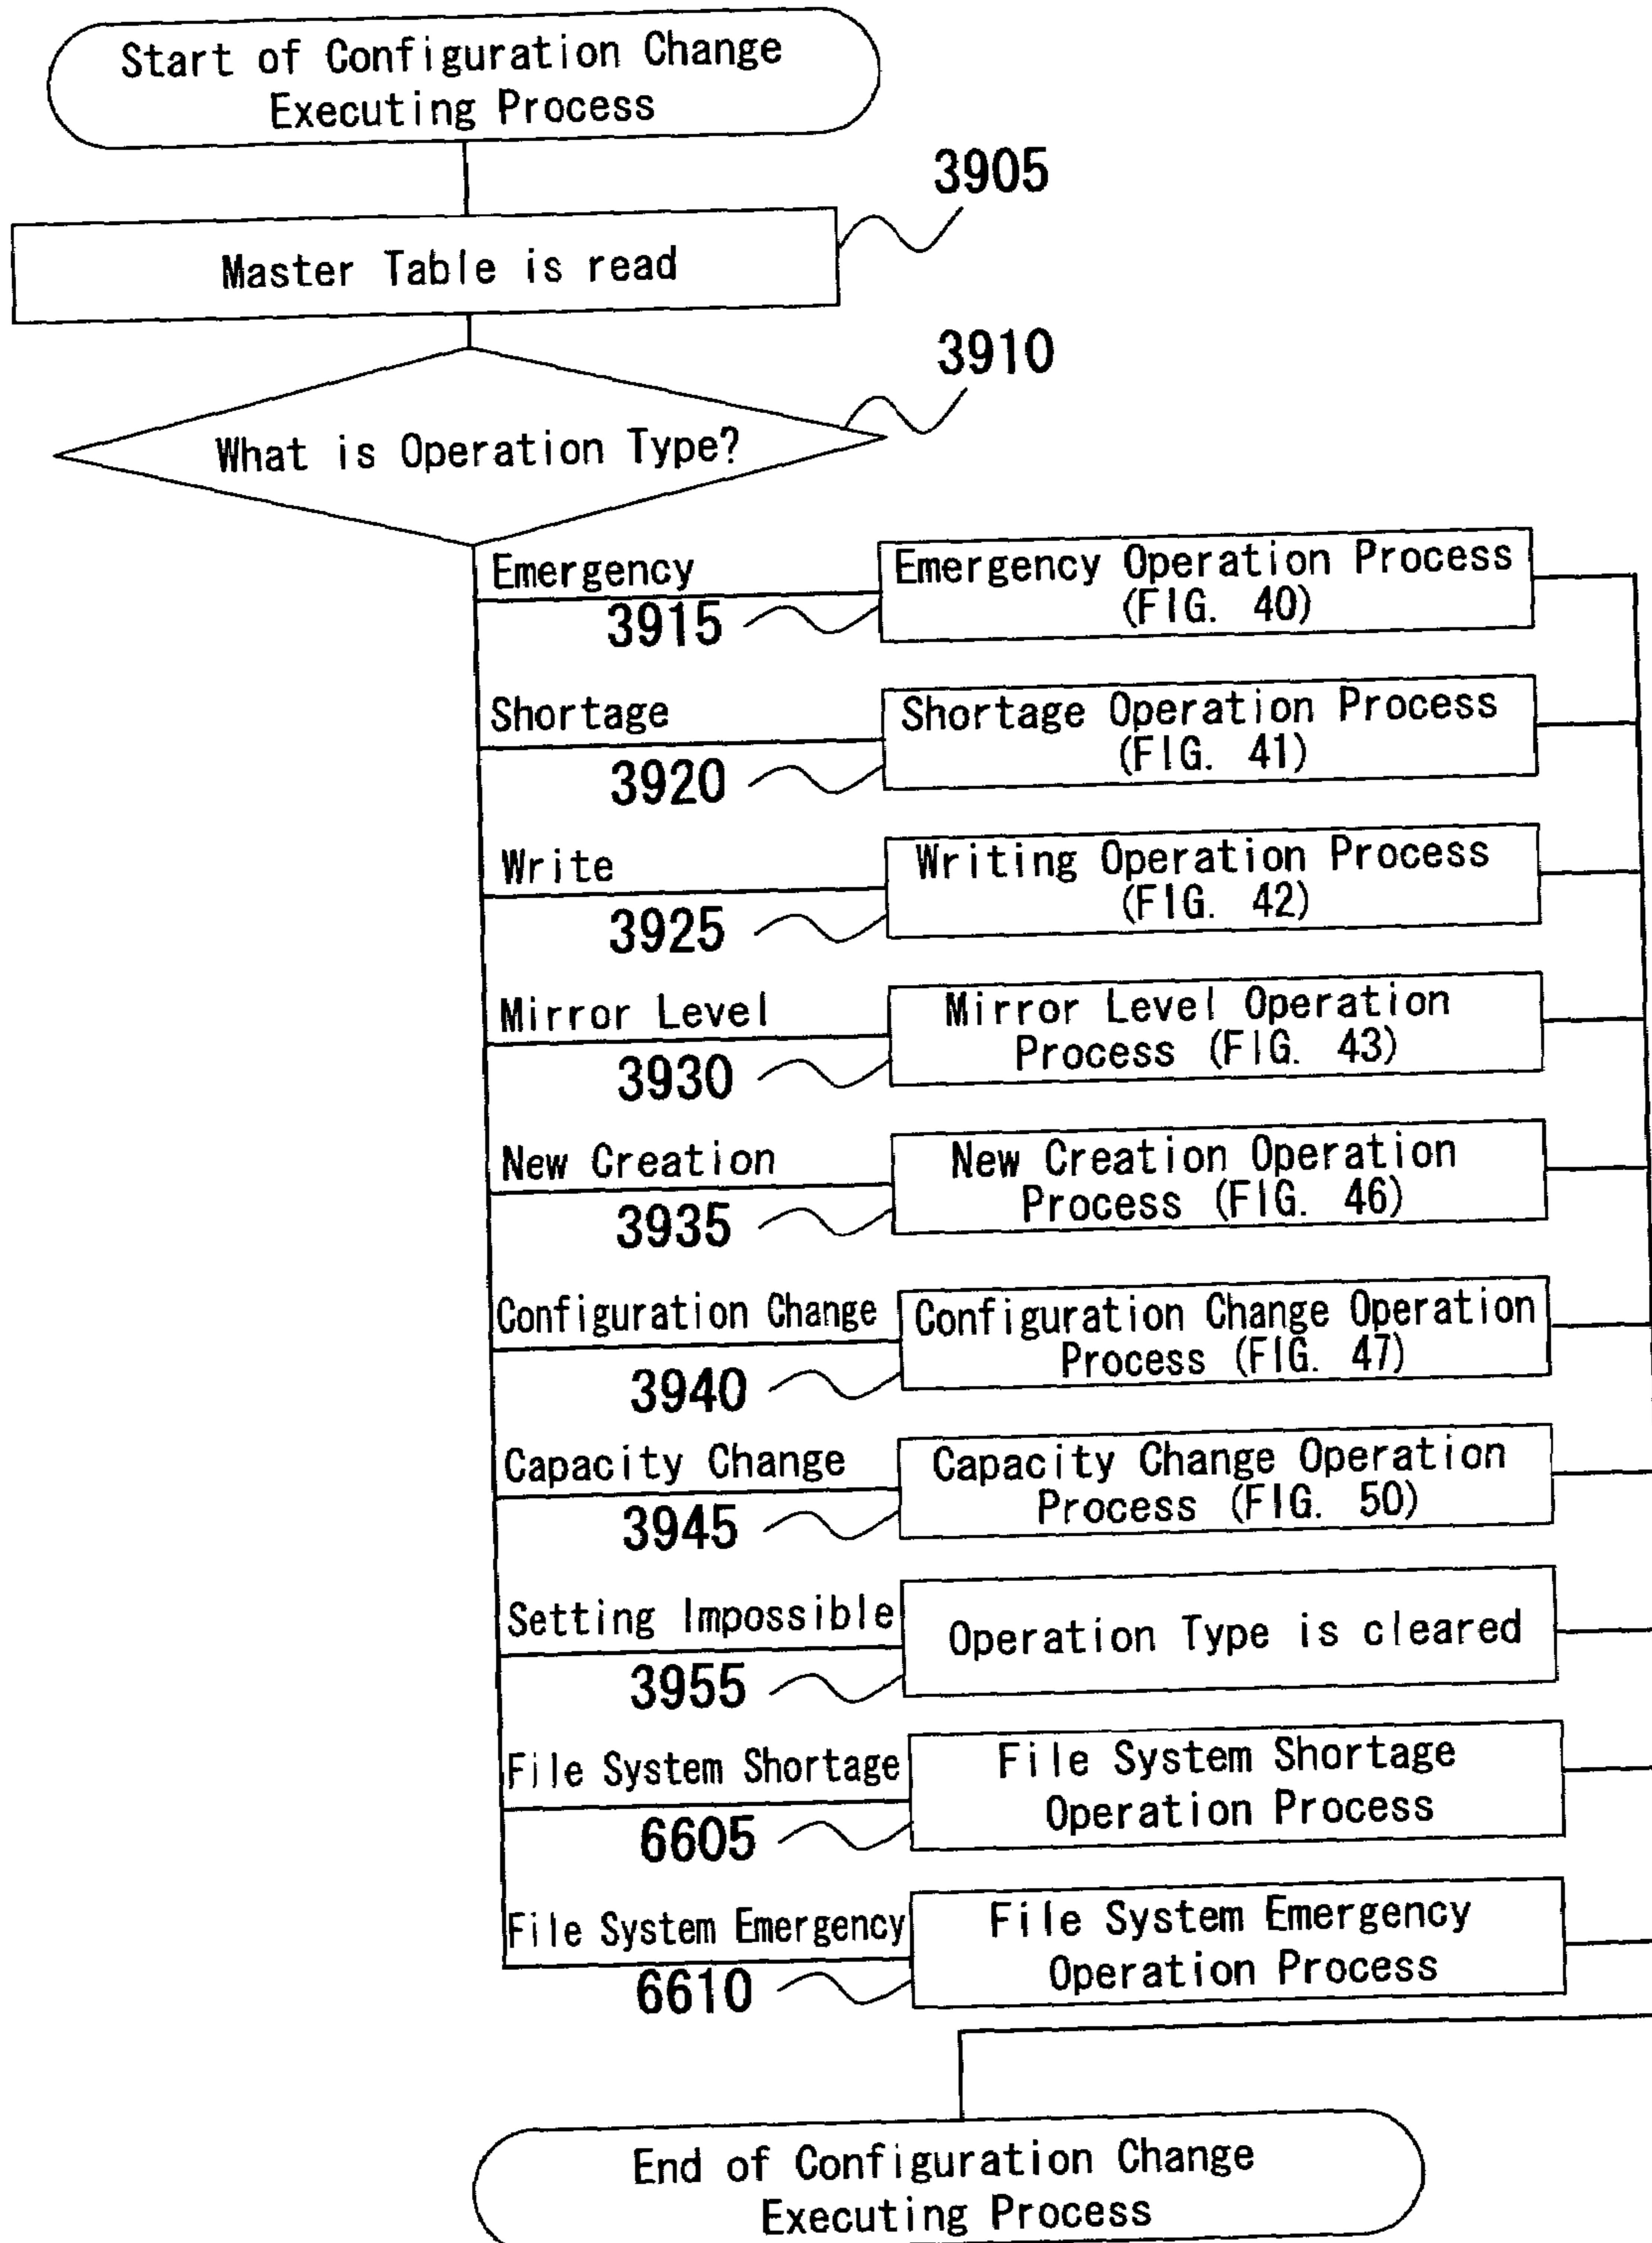 Start of Configuration Change
Executing Process
3905
Master Table is read
3910
What is Operation Type?
Emergency
3915
Emergency Operation Process
(FIG. 40)
Shortage
3920
Shortage Operation Process
(FIG. 41)
Write
3925
Writing Operation Process
(FIG. 42)
Mirror Level
3930
Mirror Level Operation
Process (FIG. 43)
New Creation
3935
New Creation Operation
Process (FIG. 46)
Configuration Change
3940
Configuration Change Operation
Process (FIG. 47)
Capacity Change
3945
Capacity Change Operation
Process (FIG. 50)
Setting Impossible
3955
Operation Type is cleared
File System Shortage
6605
File System Shortage
Operation Process
File System Emergency
6610
File System Emergency
Operation Process
End of Configuration Change
Executing Process